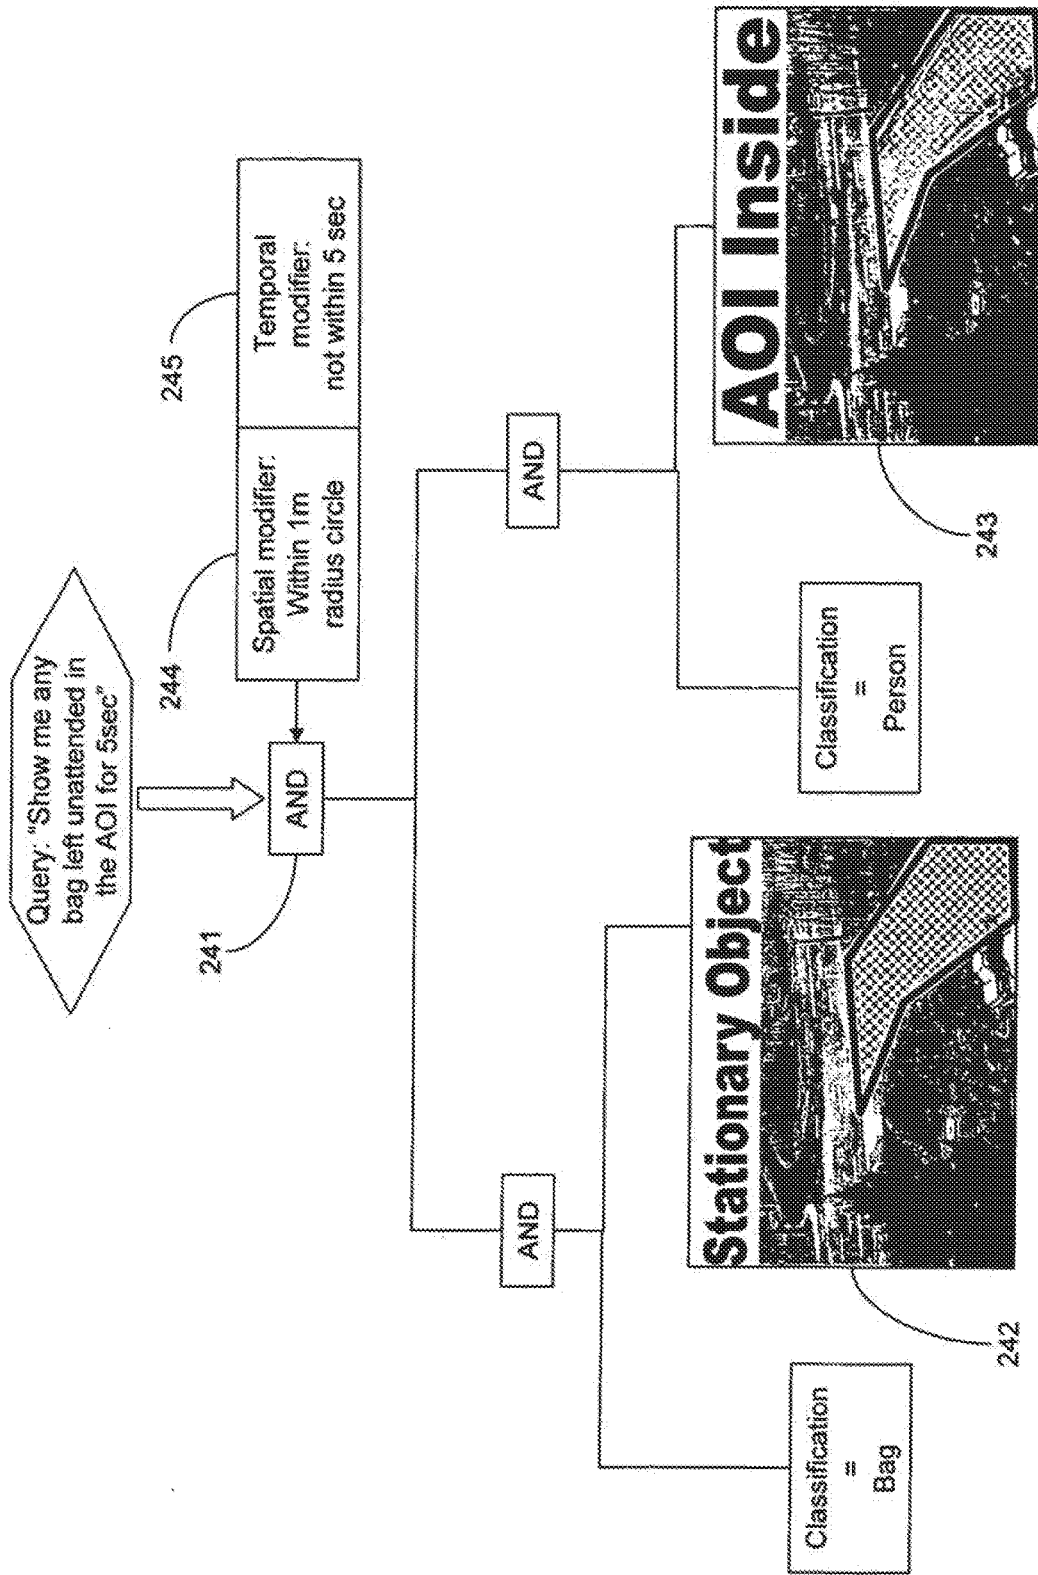 Query: "Show me any
bag left unattended in
the AOI for 5sec"
241
AND
244
Spatial modifier:
Within 1m
radius circle
245
Temporal
modifier:
not within 5 sec
AND
AND
Classification
=
Bag
Stationary Object
242
Classification
=
Person
AOI Inside
243